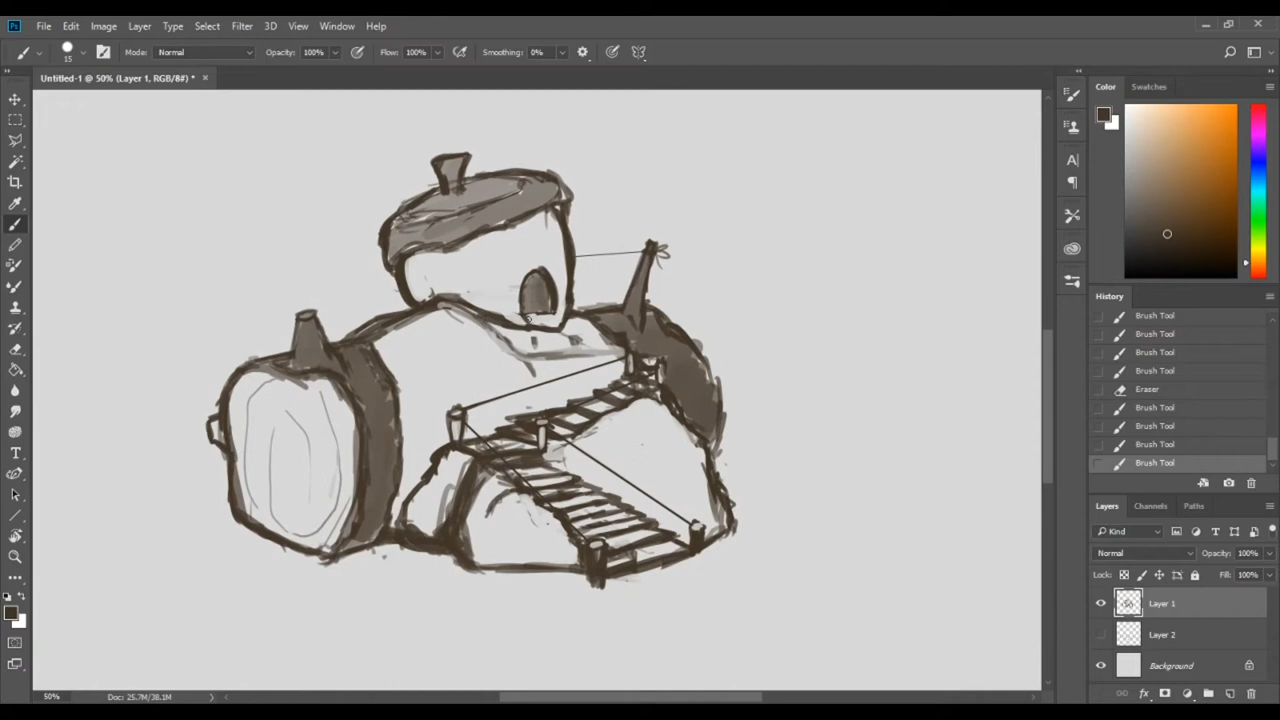 Ps File Edit Image Layer Type Select Filter 3D View Window Help
15 Mode: Normal Opacity: 100% Flow: 100% Smoothing: 0%
Untitled-1 @ 50% (Layer 1, RGB/8#) * ×
Color Swatches
History
Brush Tool
Brush Tool
Brush Tool
Brush Tool
Eraser
Brush Tool
Brush Tool
Brush Tool
Brush Tool
Layers Channels Paths
Kind
Normal Opacity: 100%
Lock: Fill: 100%
Layer 1
Layer 2
Background
50% Doc: 25.7M/38.1M